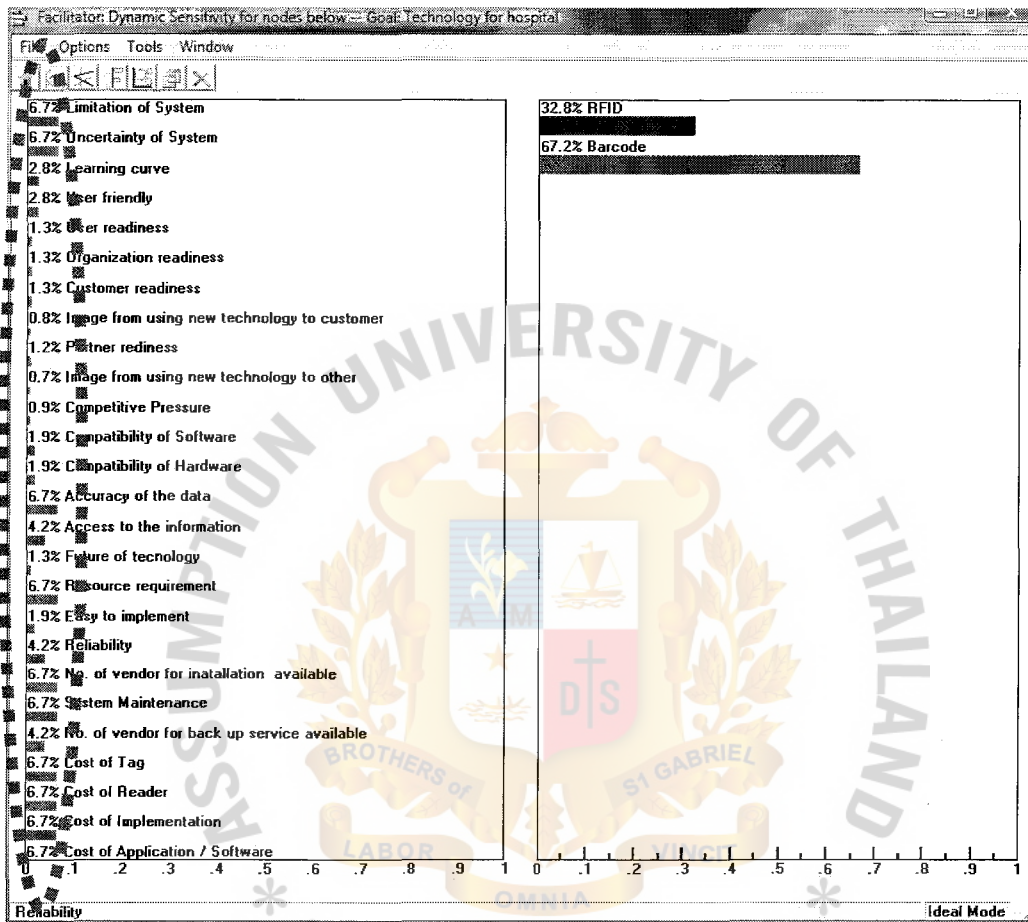 Facilitator: Dynamic Sensitivity for nodes below -- Goal: Technology for hospital
File Options Tools Window
6.7% Limitation of System
6.7% Uncertainty of System
2.8% Learning curve
2.8% User friendly
1.3% User readiness
1.3% Organization readiness
1.3% Customer readiness
0.8% Image from using new technology to customer
1.2% Partner rediness
0.7% Image from using new technology to other
0.9% Competitive Pressure
1.9% Compatibility of Software
1.9% Compatibility of Hardware
6.7% Accuracy of the data
4.2% Access to the information
1.3% Future of tecnology
6.7% Resource requirement
1.9% Easy to implement
4.2% Reliability
6.7% No. of vendor for inatallation available
6.7% System Maintenance
4.2% No. of vendor for back up service available
6.7% Cost of Tag
6.7% Cost of Reader
6.7% Cost of Implementation
6.7% Cost of Application / Software
0 .1 .2 .3 .4 .5 .6 .7 .8 .9 1
32.8% RFID
67.2% Barcode
0 .1 .2 .3 .4 .5 .6 .7 .8 .9 1
Reliability
Ideal Mode
ASSUMPTION UNIVERSITY OF THAILAND
A M
D S
BROTHERS of
ST GABRIEL
LABOR
VINCIT
OMNIA